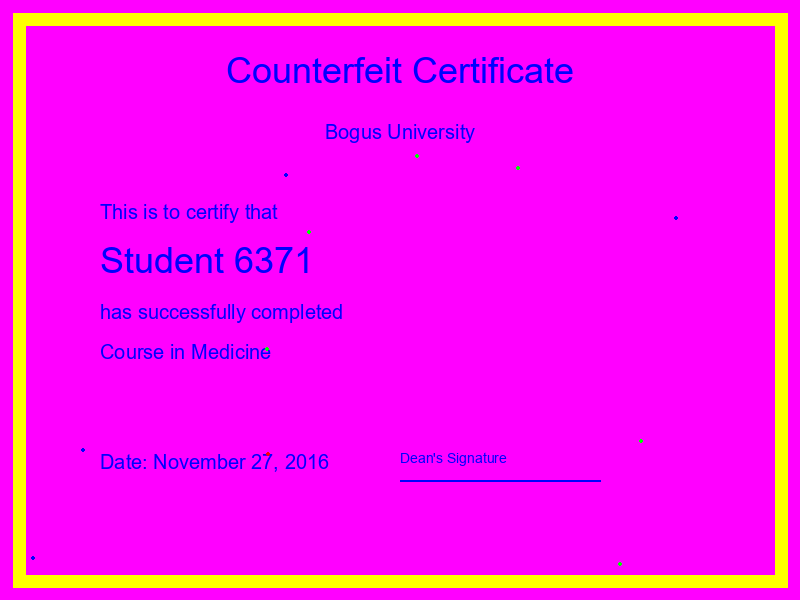 Counterfeit Certificate
Bogus University
This is to certify that
Student 6371
has successfully completed
Course in Medicine
Date: November 27, 2016
Dean's Signature